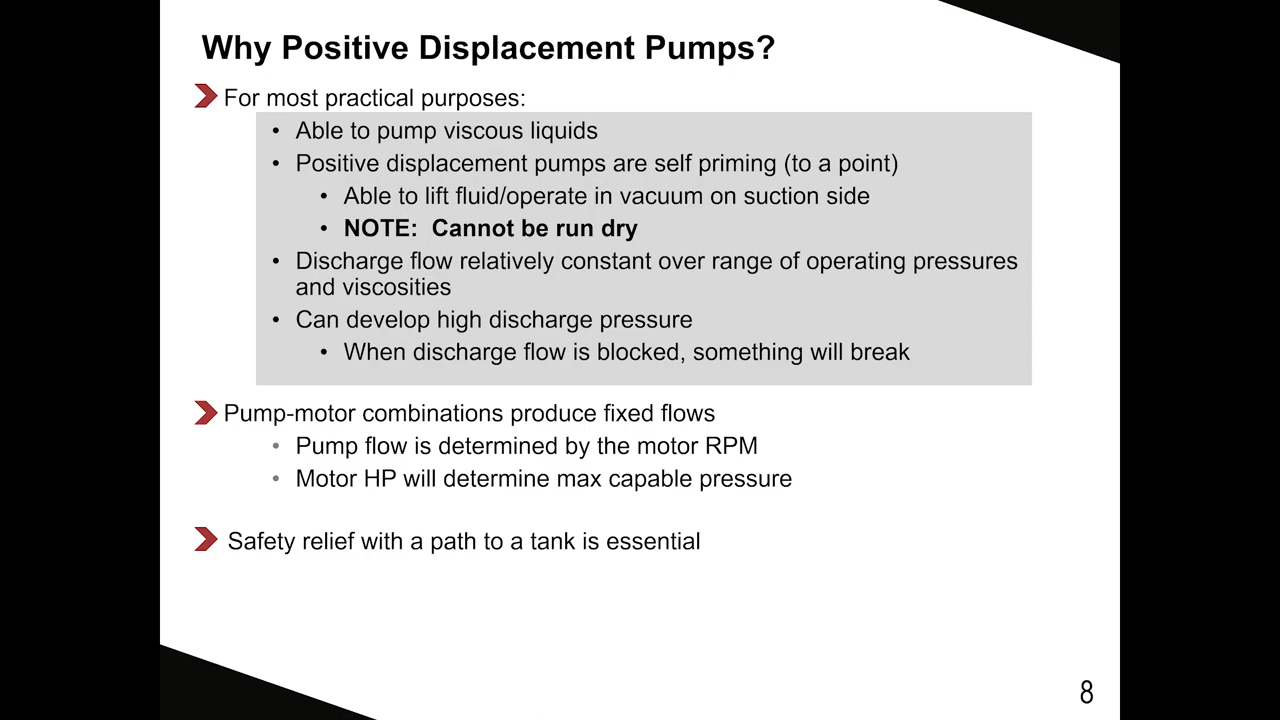 Why Positive Displacement Pumps?
For most practical purposes:
• Able to pump viscous liquids
• Positive displacement pumps are self priming (to a point)
• Able to lift fluid/operate in vacuum on suction side
• NOTE:  Cannot be run dry
• Discharge flow relatively constant over range of operating pressures
and viscosities
• Can develop high discharge pressure
• When discharge flow is blocked, something will break
Pump-motor combinations produce fixed flows
• Pump flow is determined by the motor RPM
• Motor HP will determine max capable pressure
Safety relief with a path to a tank is essential
8